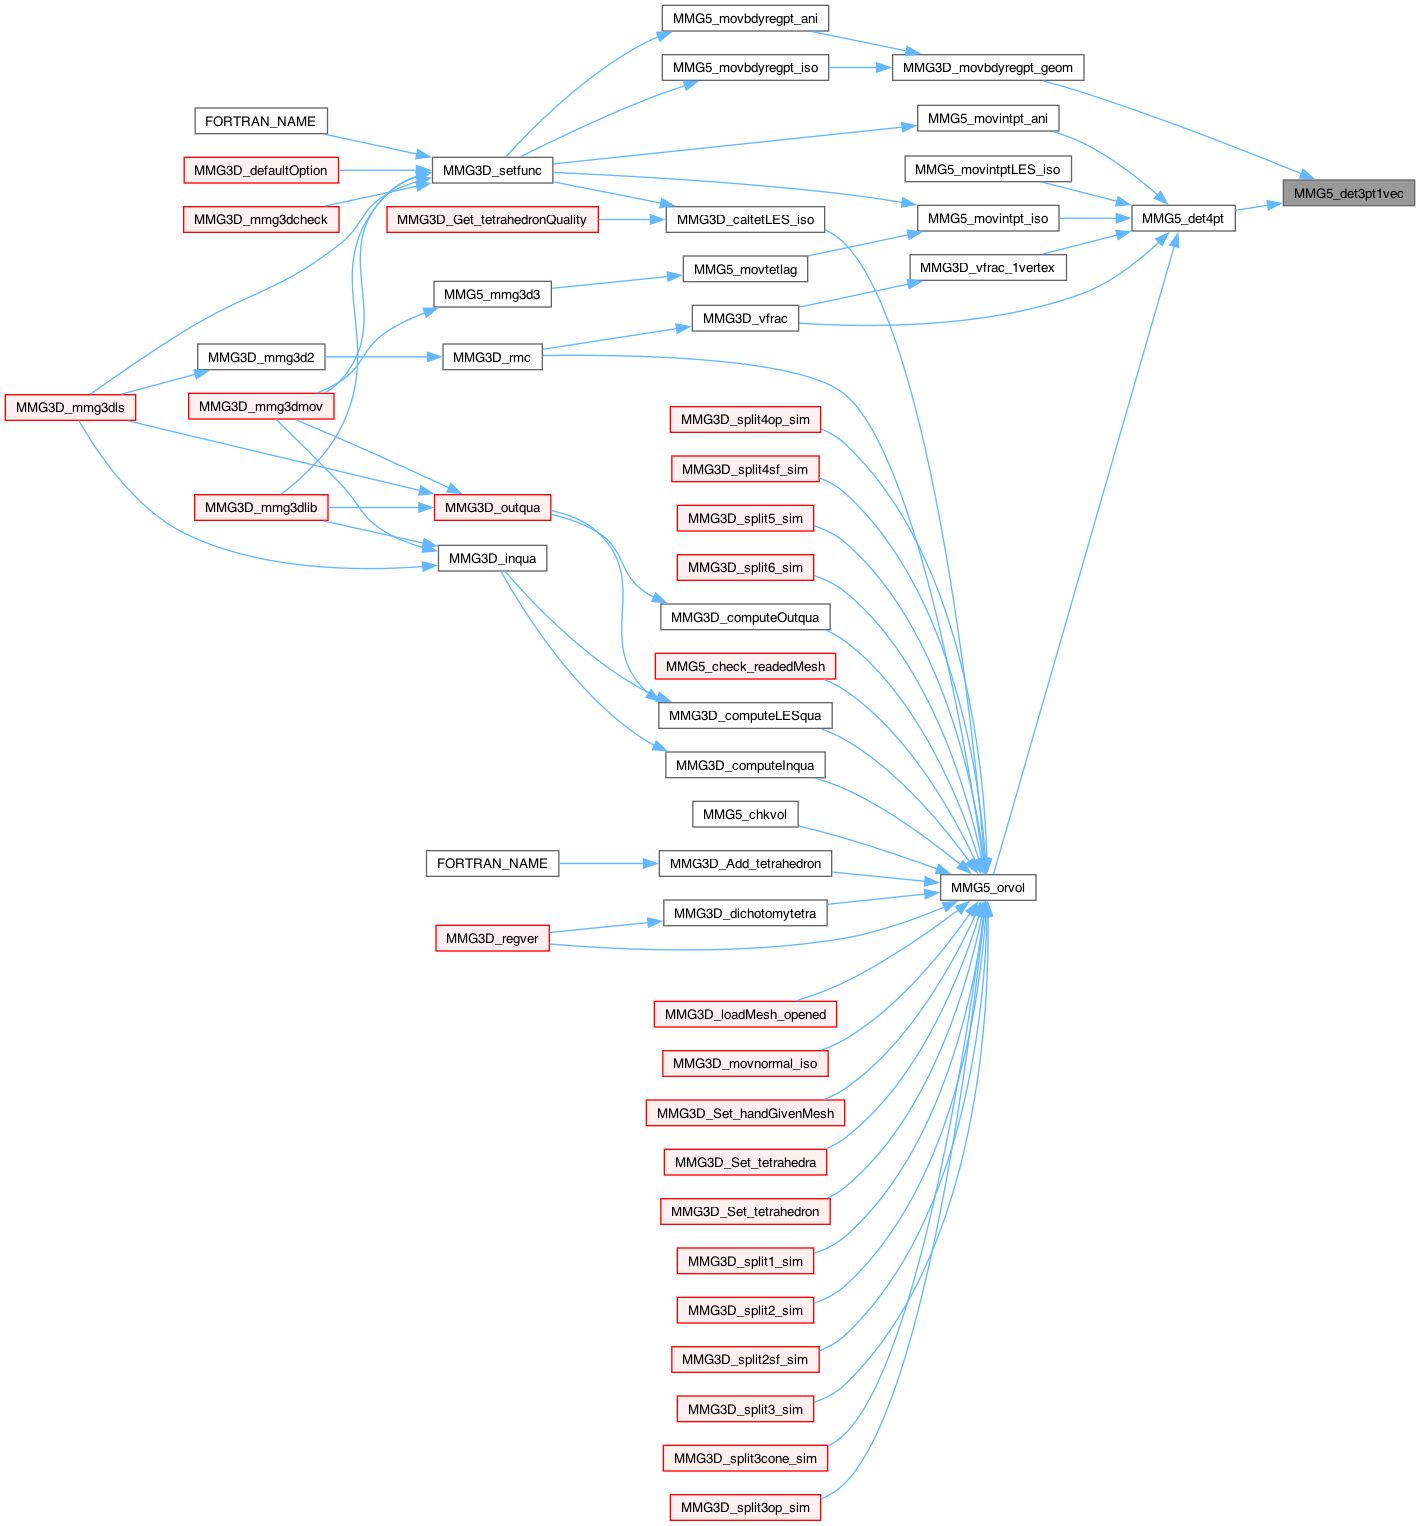 MMG5_movbdyregpt_ani
MMG5_movbdyregpt_iso
MMG3D_movbdyregpt_geom
FORTRAN_NAME
MMG5_movintpt_ani
MMG3D_defaultOption
MMG3D_setfunc
MMG5_movintptLES_iso
MMG5_det3pt1vec
MMG3D_mmg3dcheck
MMG3D_Get_tetrahedronQuality
MMG3D_caltetLES_iso
MMG5_movintpt_iso
MMG5_det4pt
MMG5_movtetlag
MMG3D_vfrac_1vertex
MMG5_mmg3d3
MMG3D_vfrac
MMG3D_mmg3d2
MMG3D_rmc
MMG3D_mmg3dls
MMG3D_mmg3dmov
MMG3D_split4op_sim
MMG3D_split4sf_sim
MMG3D_mmg3dlib
MMG3D_outqua
MMG3D_split5_sim
MMG3D_inqua
MMG3D_split6_sim
MMG3D_computeOutqua
MMG5_check_readedMesh
MMG3D_computeLESqua
MMG3D_computeInqua
MMG5_chkvol
FORTRAN_NAME
MMG3D_Add_tetrahedron
MMG5_orvol
MMG3D_dichotomytetra
MMG3D_regver
MMG3D_loadMesh_opened
MMG3D_movnormal_iso
MMG3D_Set_handGivenMesh
MMG3D_Set_tetrahedra
MMG3D_Set_tetrahedron
MMG3D_split1_sim
MMG3D_split2_sim
MMG3D_split2sf_sim
MMG3D_split3_sim
MMG3D_split3cone_sim
MMG3D_split3op_sim